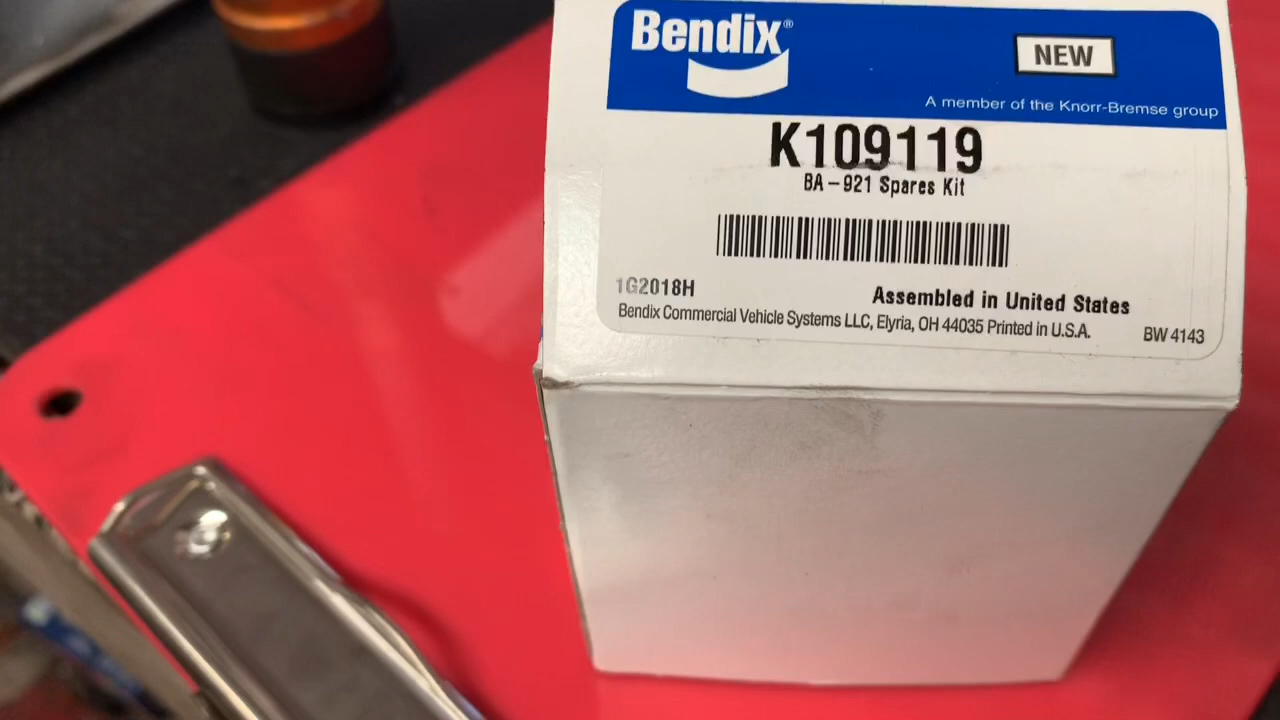 Bendix®
NEW
A member of the Knorr-Bremse group
K109119
BA-921 Spares Kit
1G2018H
Assembled in United States
Bendix Commercial Vehicle Systems LLC, Elyria, OH 44035 Printed in U.S.A.
BW 4143